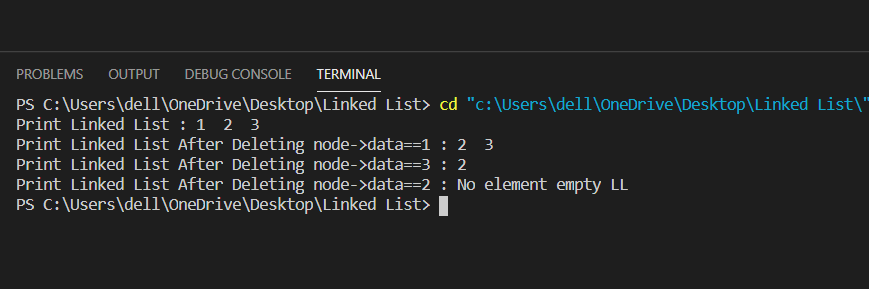 PROBLEMS OUTPUT DEBUG CONSOLE TERMINAL
PS C:\Users\dell\OneDrive\Desktop\Linked List> cd "c:\Users\dell\OneDrive\Desktop\Linked List\"
Print Linked List : 1  2  3
Print Linked List After Deleting node->data==1 : 2  3
Print Linked List After Deleting node->data==3 : 2
Print Linked List After Deleting node->data==2 : No element empty LL
PS C:\Users\dell\OneDrive\Desktop\Linked List>